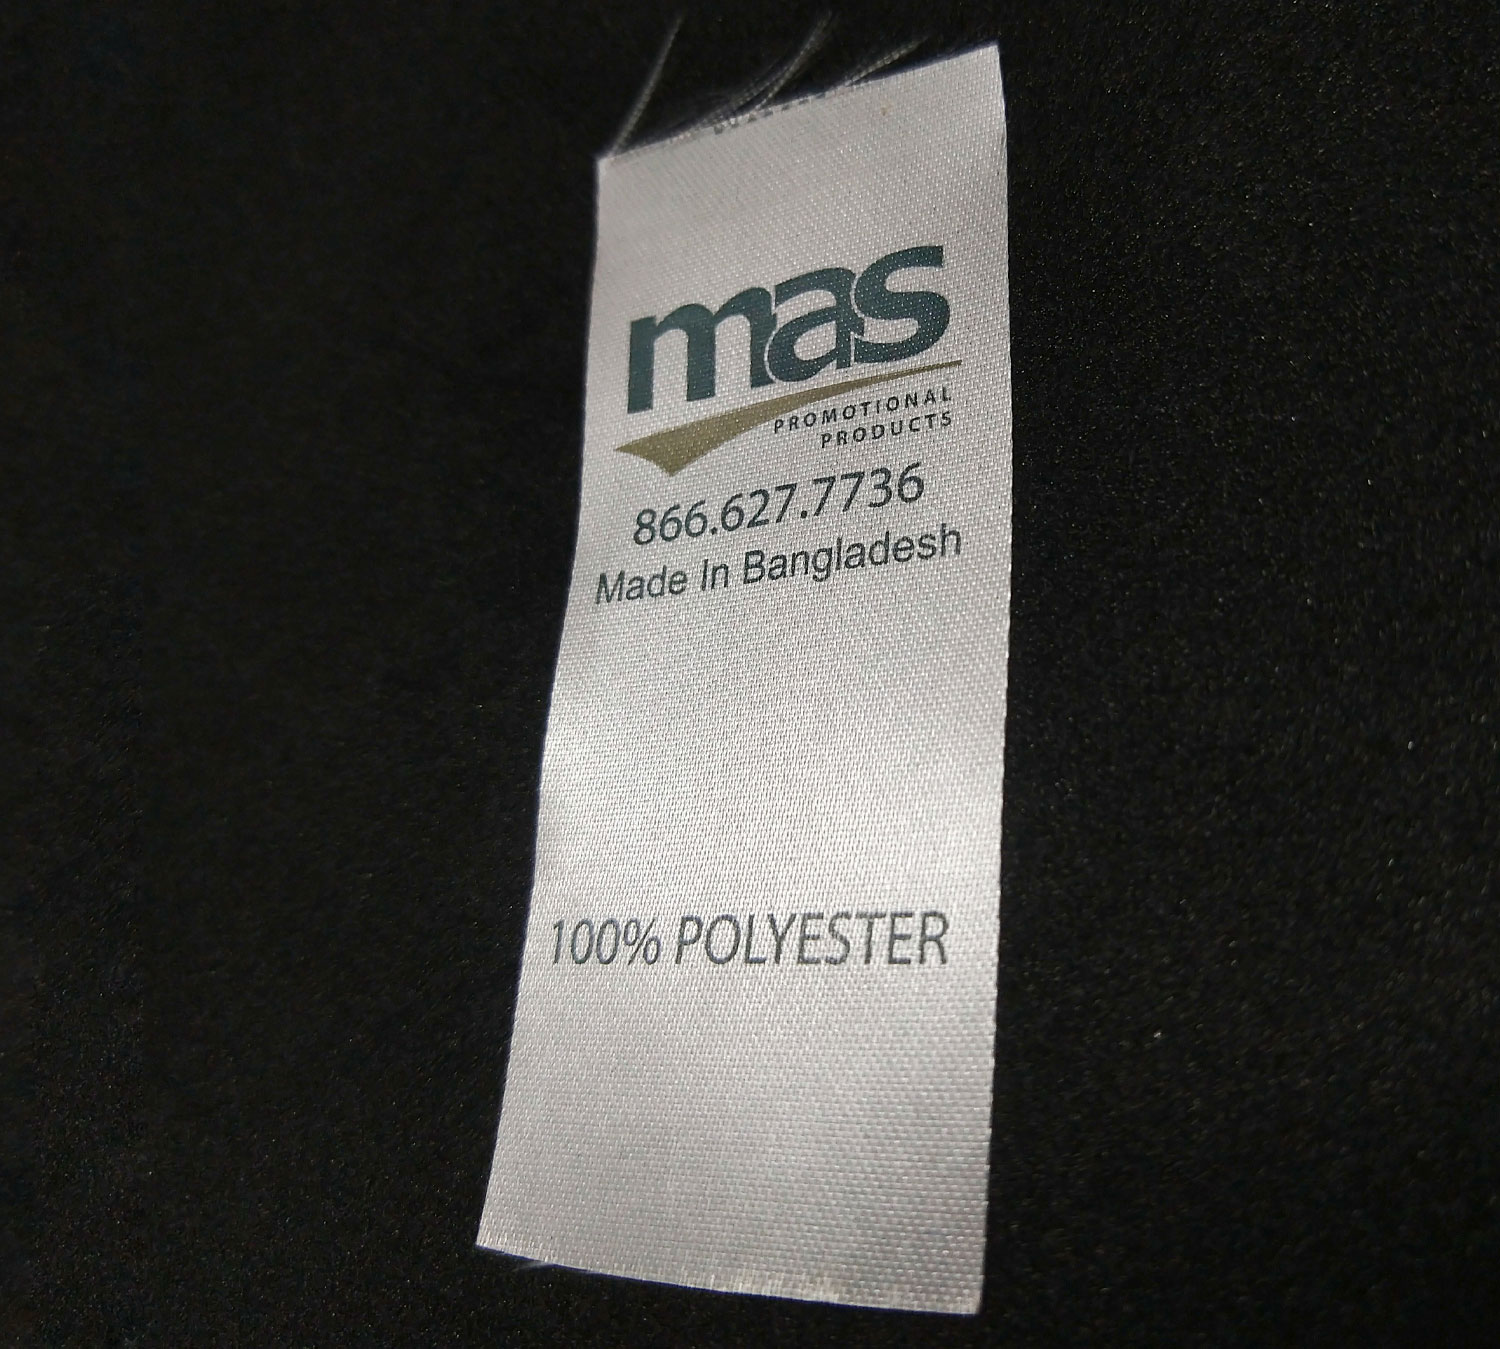 mas
PROMOTIONAL
PRODUCTS
866.627.7736
Made In Bangladesh
100% POLYESTER